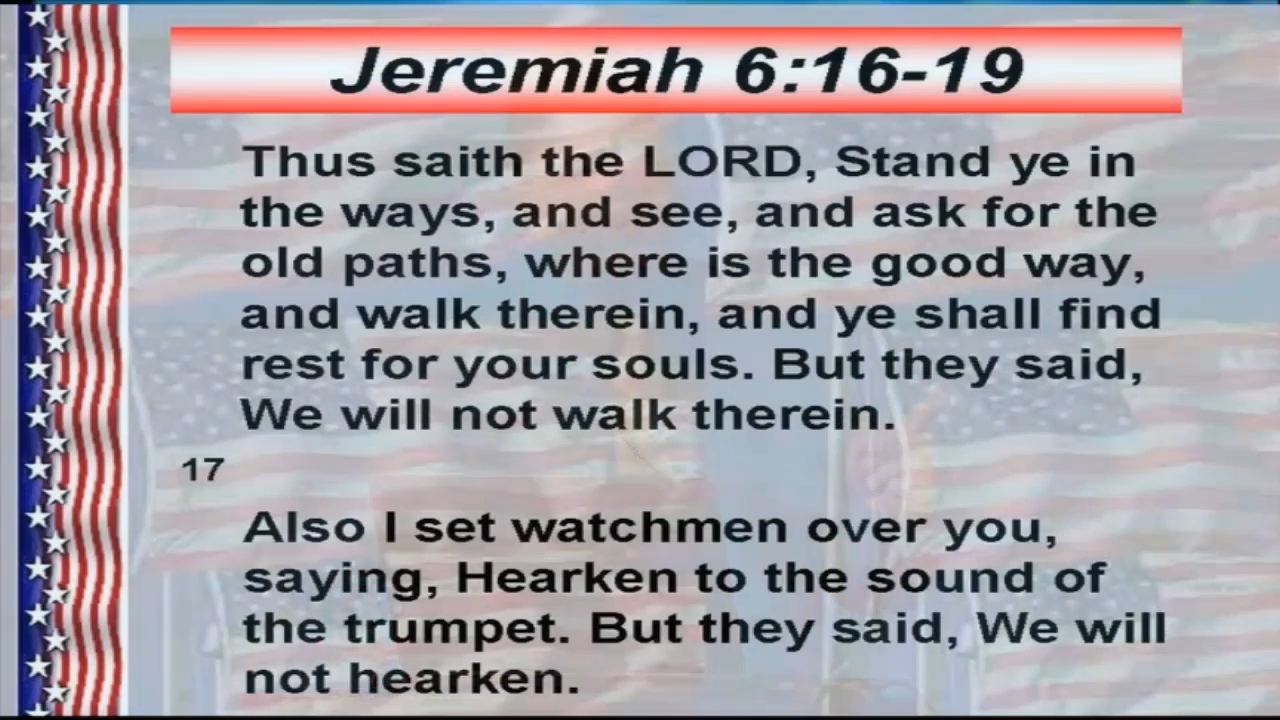 Jeremiah 6:16-19
Thus saith the LORD, Stand ye in
the ways, and see, and ask for the
old paths, where is the good way,
and walk therein, and ye shall find
rest for your souls. But they said,
We will not walk therein.
17
Also I set watchmen over you,
saying, Hearken to the sound of
the trumpet. But they said, We will
not hearken.